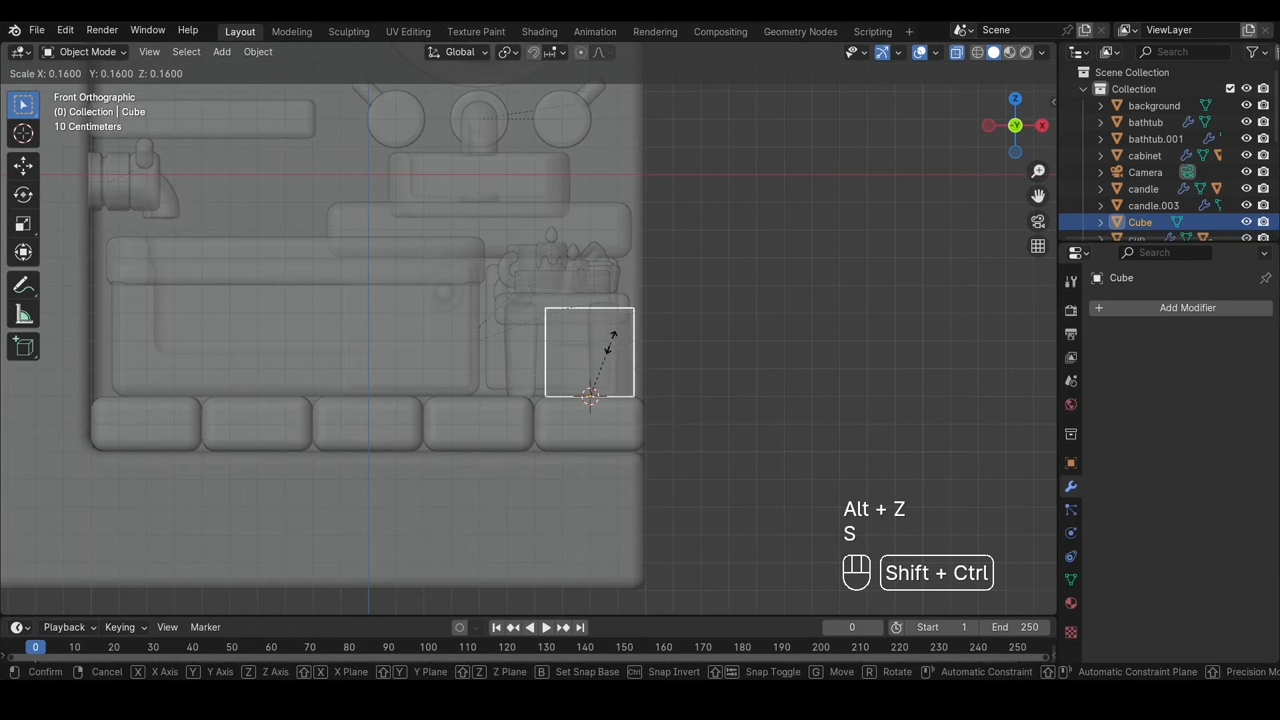 File Edit Render Window Help Layout Modeling Sculpting UV Editing Texture Paint Shading Animation Rendering Compositing Geometry Nodes Scripting + Scene ViewLayer
Object Mode View Select Add Object Global Search
Scale X: 0.1600 Y: 0.1600 Z: 0.1600
Scene Collection
Collection
Front Orthographic
(0) Collection | Cube
10 Centimeters
Z
-Y
X
background
bathtub
bathtub.001
cabinet
Camera
candle
candle.003
Cube
Search
Cube
+ Add Modifier
Alt + Z
S
Shift + Ctrl
Playback Keying View Marker 0 Start 1 End 250
0 10 20 30 40 50 60 70 80 90 100 110 120 130 140 150 160 170 180 190 200 210 220 230 240 250
Confirm Cancel X X Axis Y Y Axis Z Z Axis X X Plane Y Y Plane Z Z Plane B Set Snap Base Ctrl Snap Invert Snap Toggle G Move R Rotate Automatic Constraint Automatic Constraint Plane Precision Mo